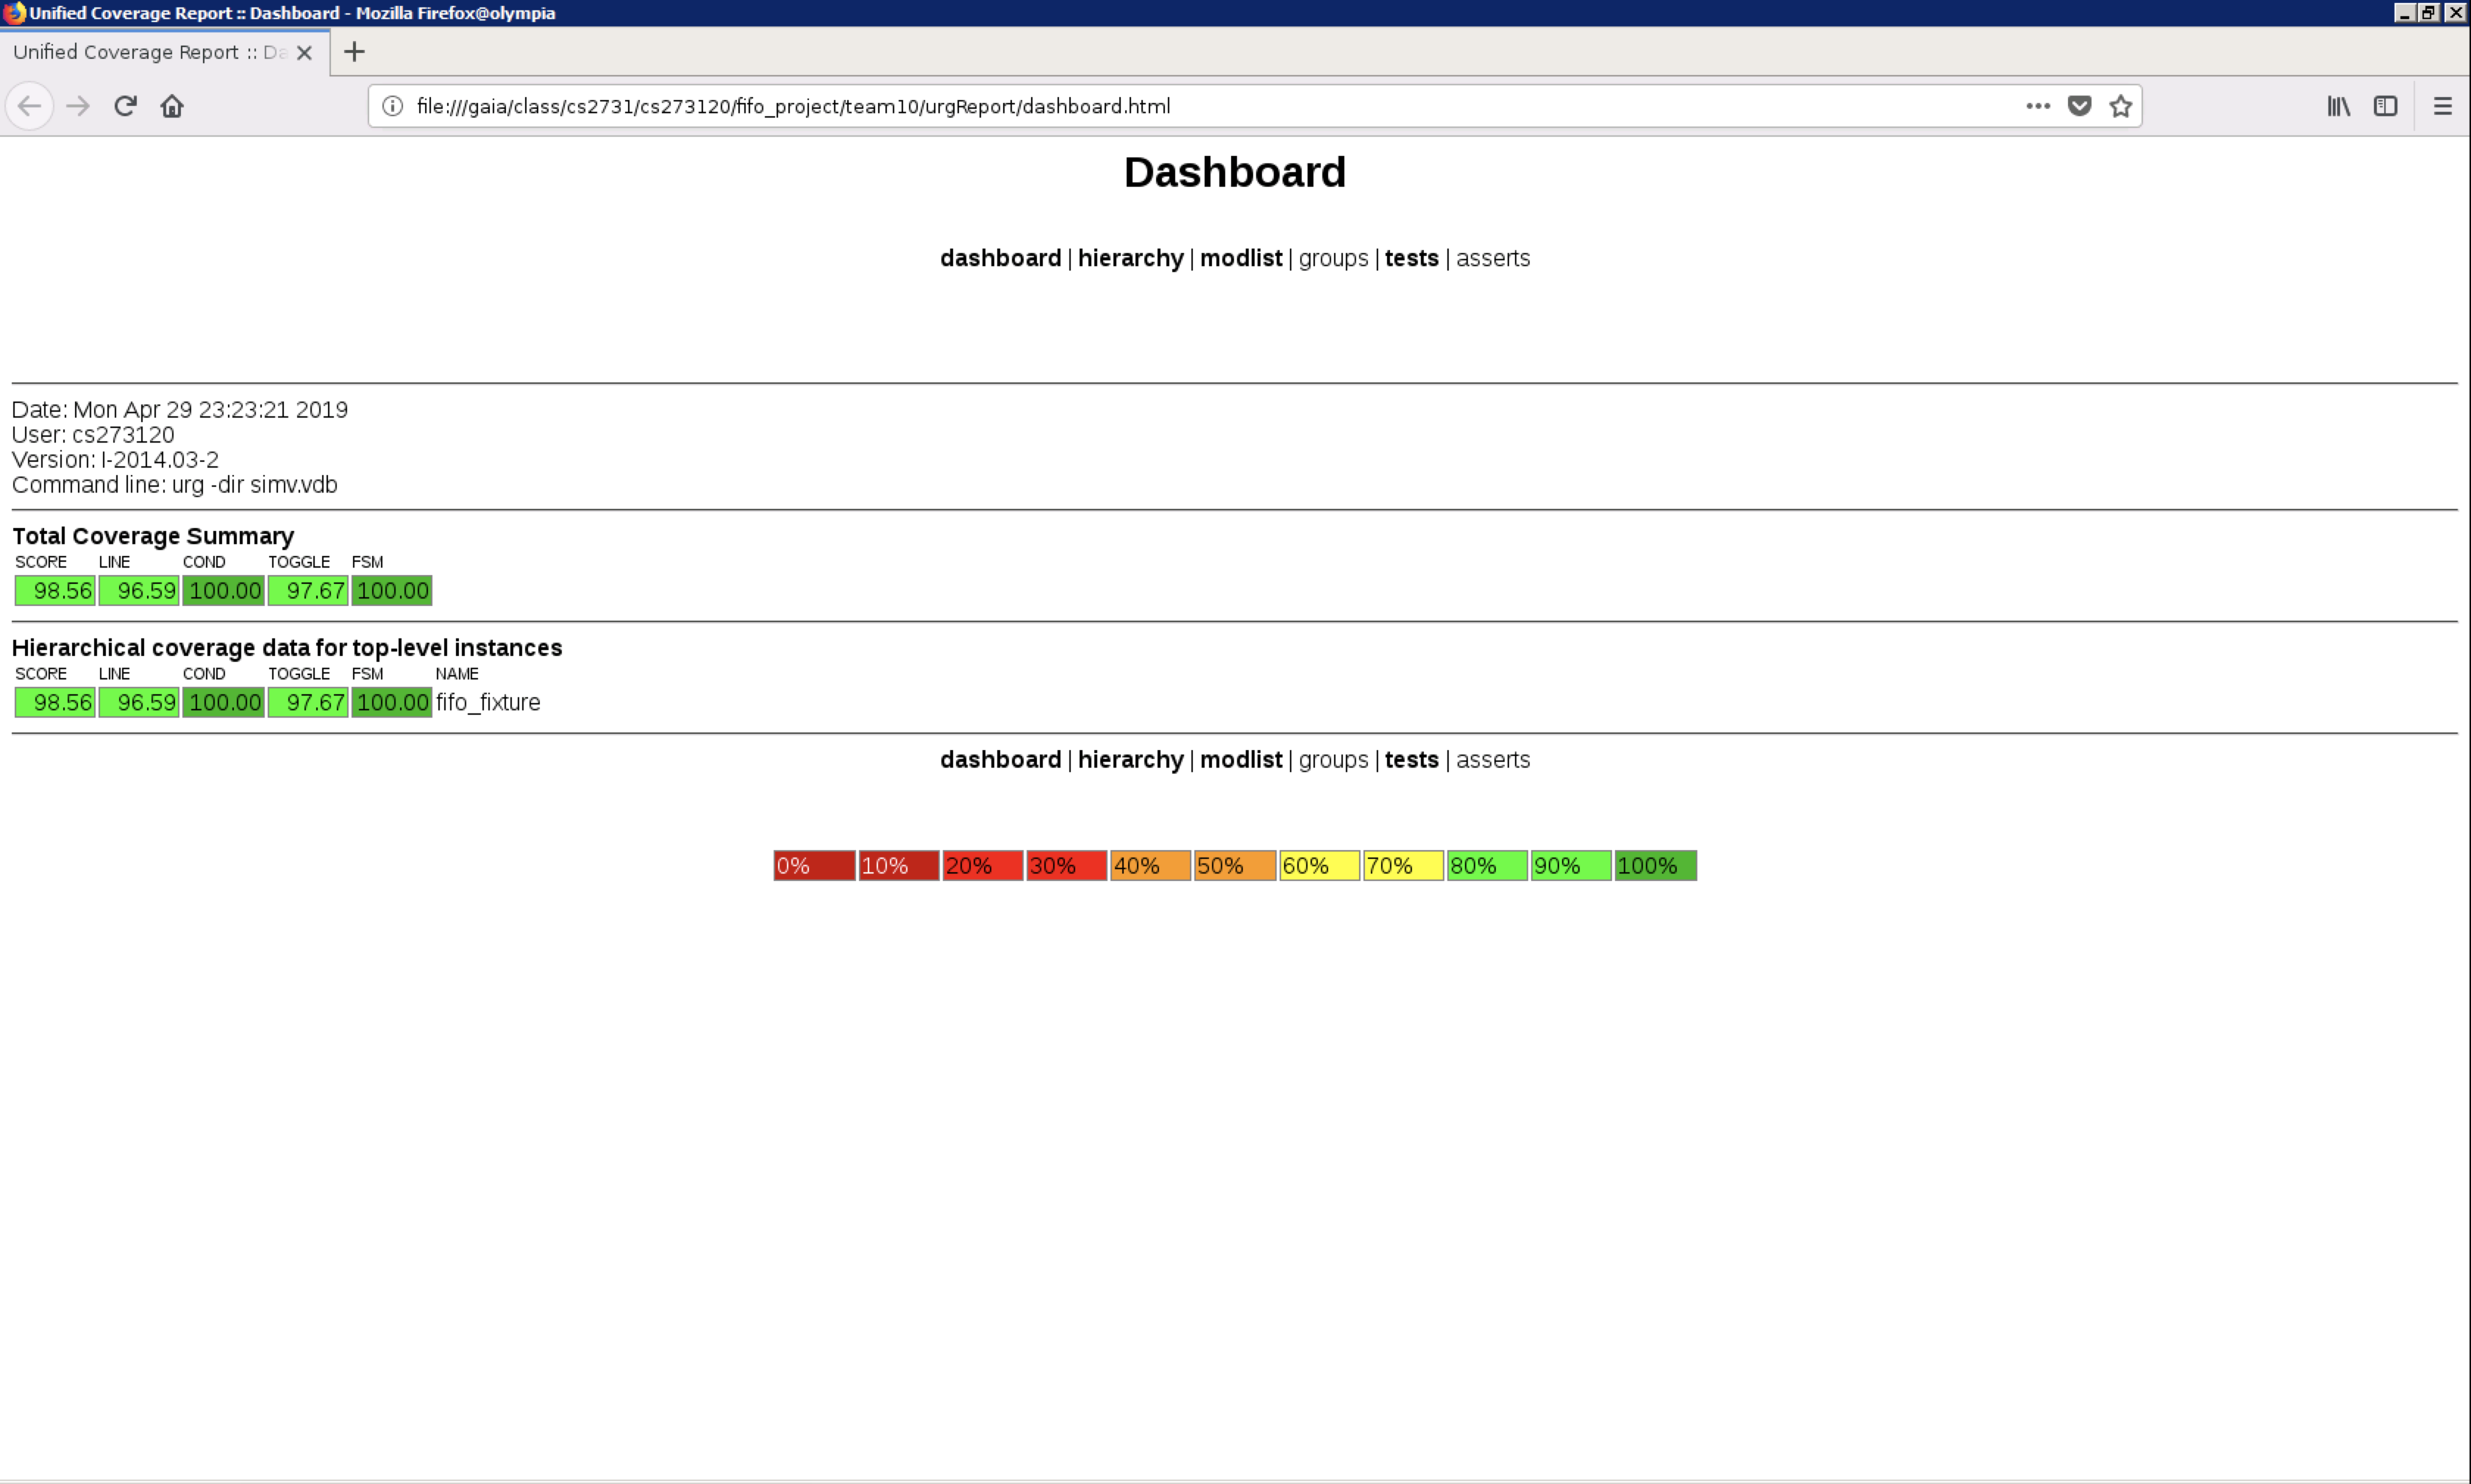 Unified Coverage Report :: Dashboard - Mozilla Firefox@olympia
Unified Coverage Report :: Da
file:///gaia/class/cs2731/cs273120/fifo_project/team10/urgReport/dashboard.html
Dashboard
dashboard | hierarchy | modlist | groups | tests | asserts
Date: Mon Apr 29 23:23:21 2019
User: cs273120
Version: I-2014.03-2
Command line: urg -dir simv.vdb
Total Coverage Summary
SCORE LINE COND TOGGLE FSM
98.56 96.59 100.00 97.67 100.00
Hierarchical coverage data for top-level instances
SCORE LINE COND TOGGLE FSM NAME
98.56 96.59 100.00 97.67 100.00 fifo_fixture
dashboard | hierarchy | modlist | groups | tests | asserts
0% 10% 20% 30% 40% 50% 60% 70% 80% 90% 100%